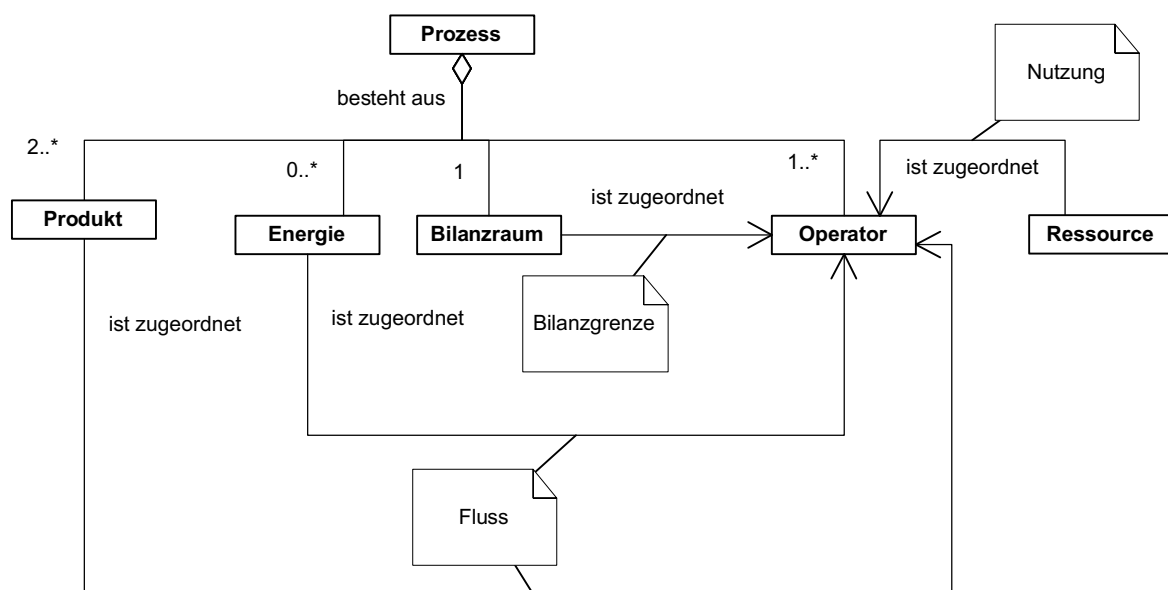 Prozess
Nutzung
besteht aus
2..*
0..*
1
1..*
ist zugeordnet
ist zugeordnet
Produkt
Energie
Bilanzraum
Operator
Ressource
ist zugeordnet
ist zugeordnet
Bilanzgrenze
Fluss